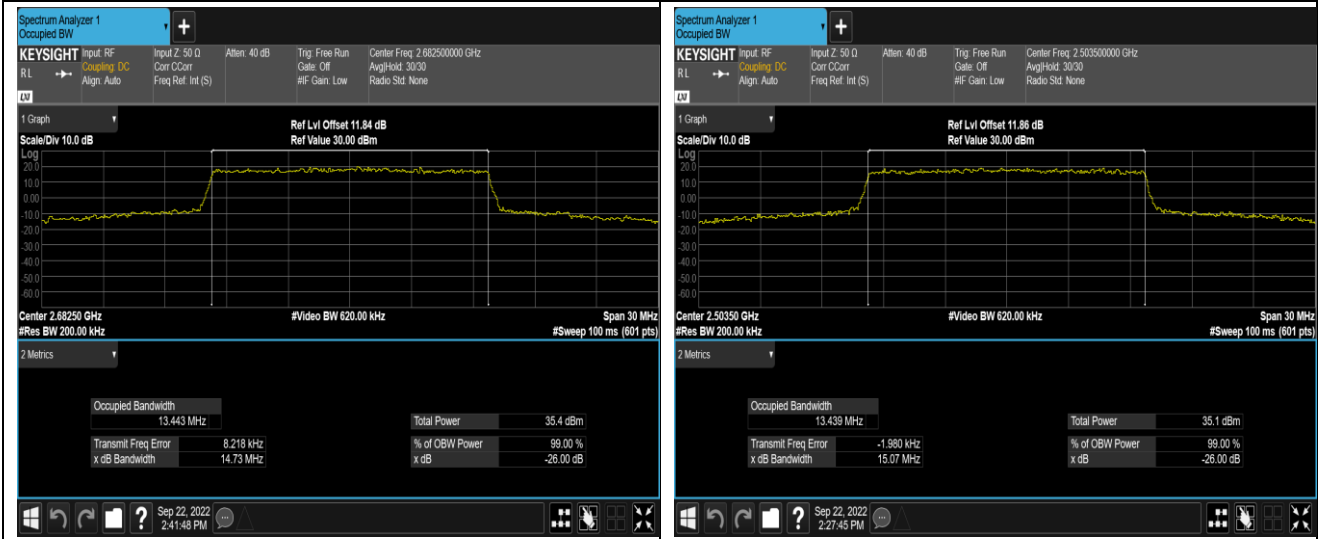 Spectrum Analyzer 1
Occupied BW
+
KEYSIGHT Input: RF Input Z: 50 Ω Atten: 40 dB Trig: Free Run Center Freq: 2.682500000 GHz
RL Coupling: DC Corr CCorr Gate: Off Avg|Hold: 30/30
Align: Auto Freq Ref: Int (S) #IF Gain: Low Radio Std: None
LXI
1 Graph
Ref Lvl Offset 11.84 dB
Scale/Div 10.0 dB Ref Value 30.00 dBm
Log
20.0
10.0
0.00
-10.0
-20.0
-30.0
-40.0
-50.0
-60.0
Center 2.68250 GHz #Video BW 620.00 kHz Span 30 MHz
#Res BW 200.00 kHz #Sweep 100 ms (601 pts)
2 Metrics
Occupied Bandwidth
13.443 MHz Total Power 35.4 dBm
Transmit Freq Error 8.218 kHz % of OBW Power 99.00 %
x dB Bandwidth 14.73 MHz x dB -26.00 dB
? Sep 22, 2022
2:41:48 PM
Spectrum Analyzer 1
Occupied BW
+
KEYSIGHT Input: RF Input Z: 50 Ω Atten: 40 dB Trig: Free Run Center Freq: 2.503500000 GHz
RL Coupling: DC Corr CCorr Gate: Off Avg|Hold: 30/30
Align: Auto Freq Ref: Int (S) #IF Gain: Low Radio Std: None
LXI
1 Graph
Ref Lvl Offset 11.86 dB
Scale/Div 10.0 dB Ref Value 30.00 dBm
Log
20.0
10.0
0.00
-10.0
-20.0
-30.0
-40.0
-50.0
-60.0
Center 2.50350 GHz #Video BW 620.00 kHz Span 30 MHz
#Res BW 200.00 kHz #Sweep 100 ms (601 pts)
2 Metrics
Occupied Bandwidth
13.439 MHz Total Power 35.1 dBm
Transmit Freq Error -1.980 kHz % of OBW Power 99.00 %
x dB Bandwidth 15.07 MHz x dB -26.00 dB
? Sep 22, 2022
2:27:45 PM